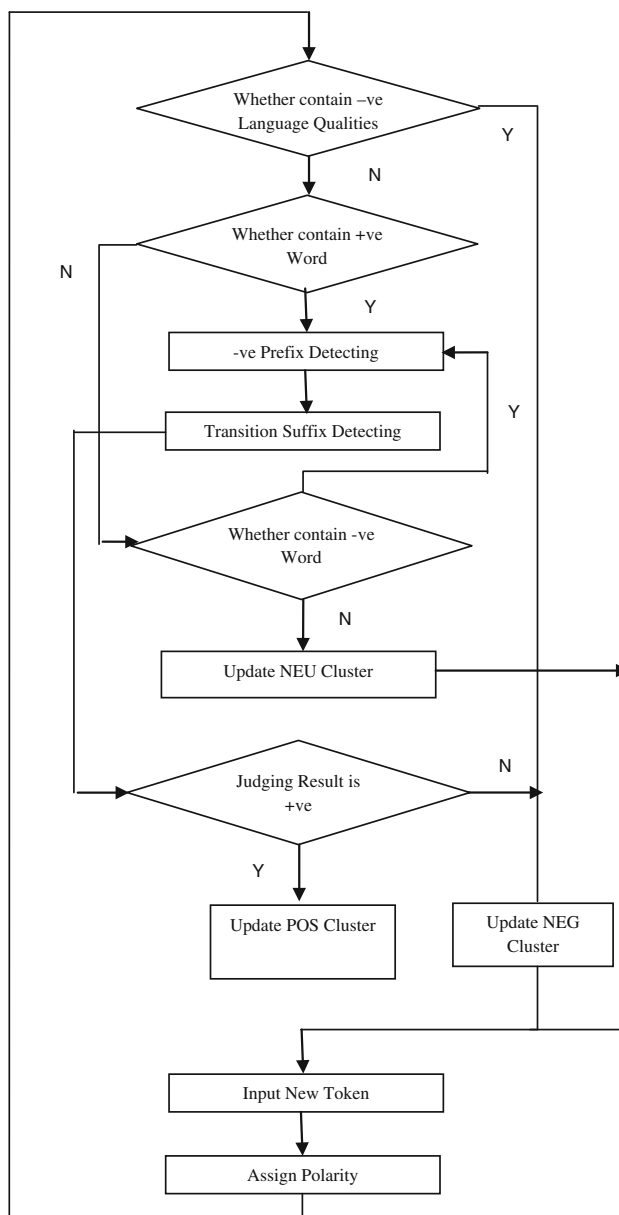 Whether contain –ve
Language Qualities
Y
N
Whether contain +ve
Word
N
Y
-ve Prefix Detecting
Y
Transition Suffix Detecting
Whether contain -ve
Word
N
Update NEU Cluster
Judging Result is
+ve
N
Y
Update POS Cluster
Update NEG
Cluster
Input New Token
Assign Polarity